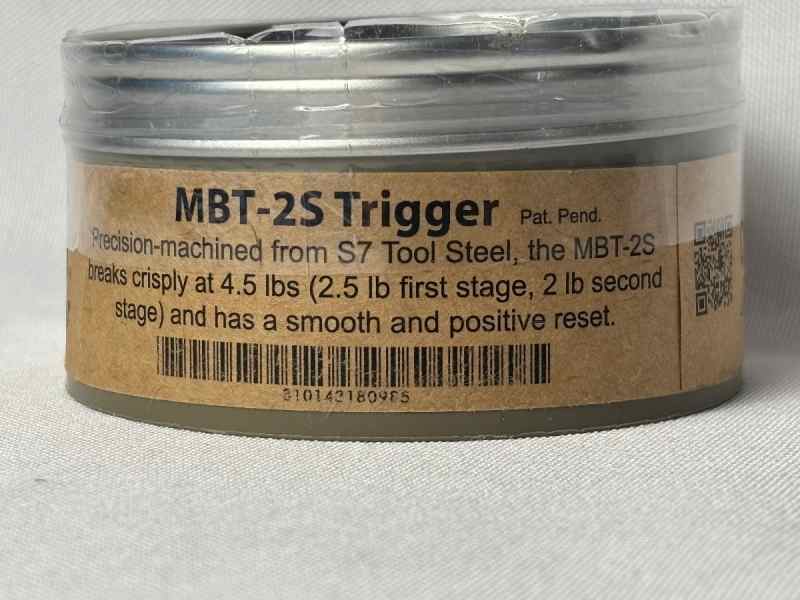 MBT-2S Trigger Pat. Pend.
Precision-machined from S7 Tool Steel, the MBT-2S
breaks crisply at 4.5 lbs (2.5 lb first stage, 2 lb second
stage) and has a smooth and positive reset.
810143180985